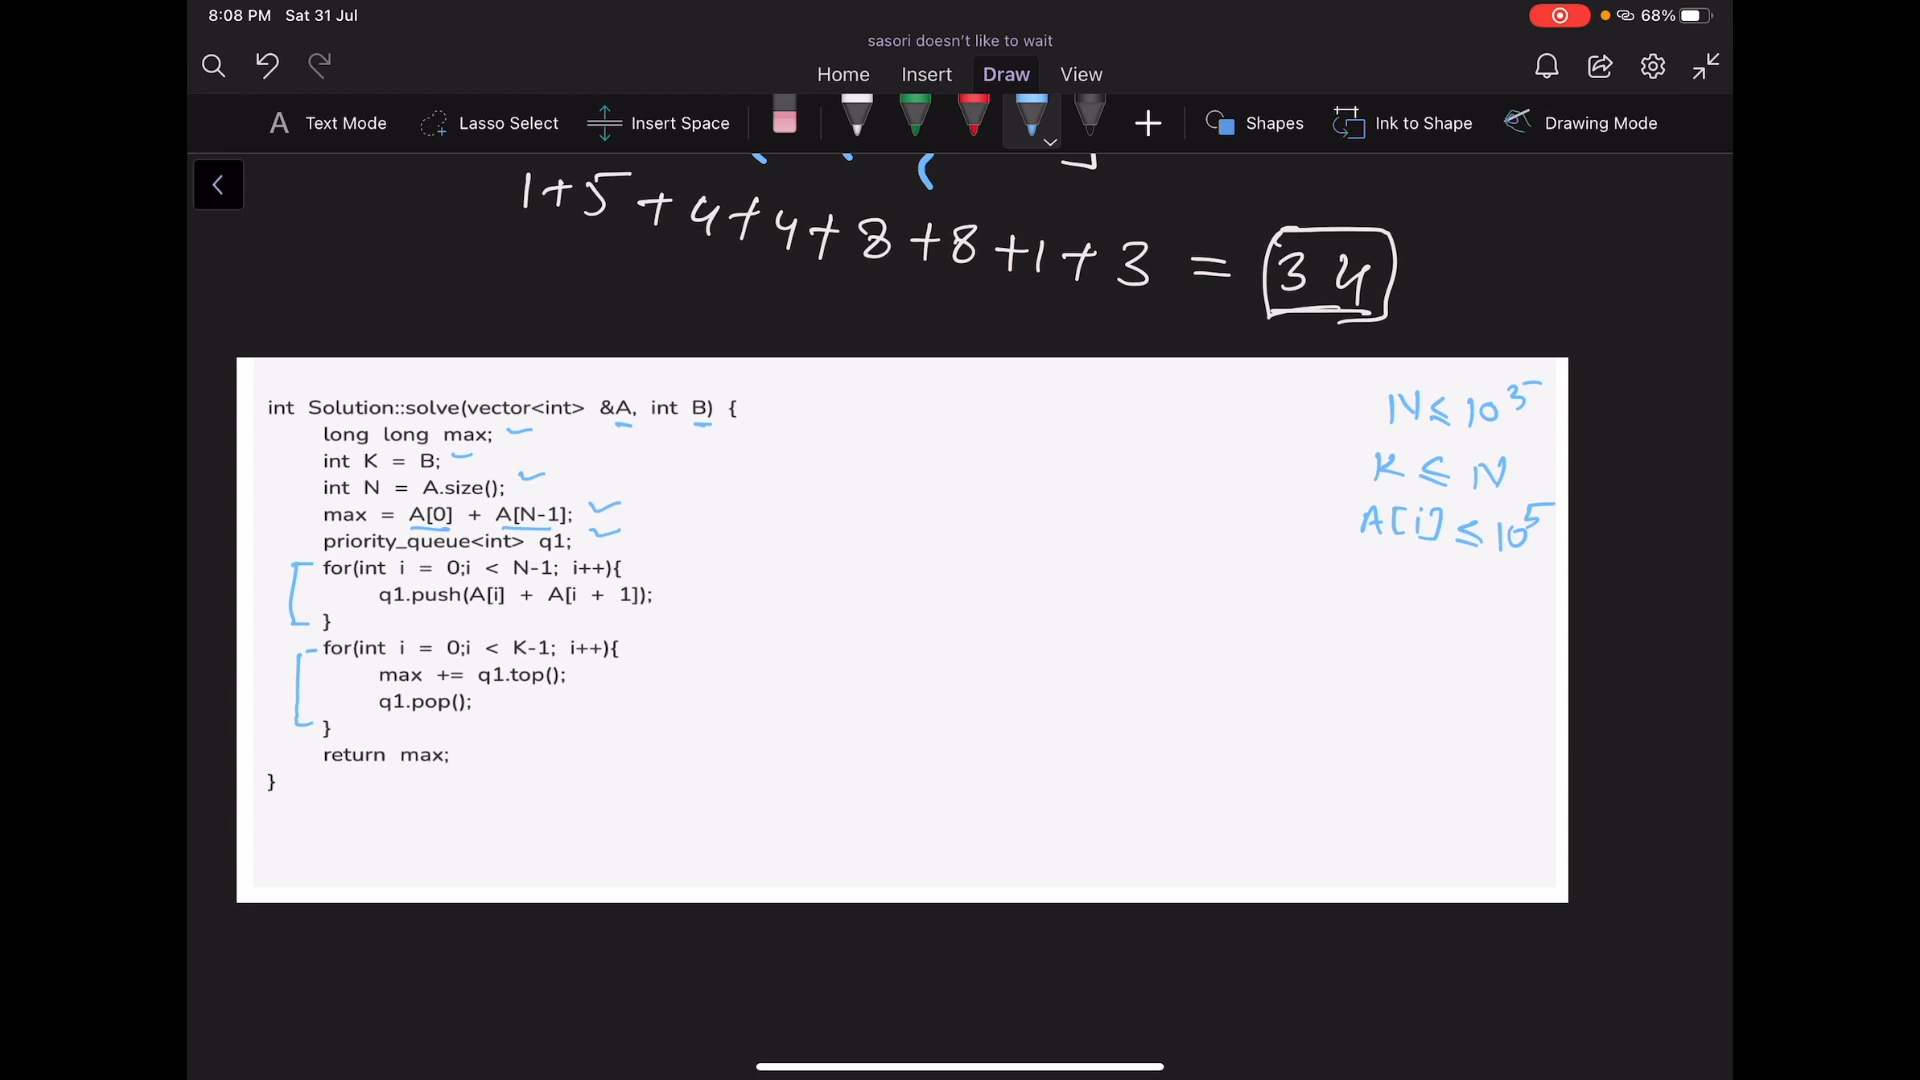 8:08 PM Sat 31 Jul
68%
sasori doesn't like to wait
Home Insert Draw View
Text Mode Lasso Select Insert Space Shapes Ink to Shape Drawing Mode
1+5+4+4+8+8+1+3 = 34
int Solution::solve(vector<int> &A, int B) {
long long max;
int K = B;
int N = A.size();
max = A[0] + A[N-1];
priority_queue<int> q1;
for(int i = 0;i < N-1; i++){
q1.push(A[i] + A[i + 1]);
}
for(int i = 0;i < K-1; i++){
max += q1.top();
q1.pop();
}
return max;
}
N ≤ 10^5
K ≤ N
A[i] ≤ 10^5